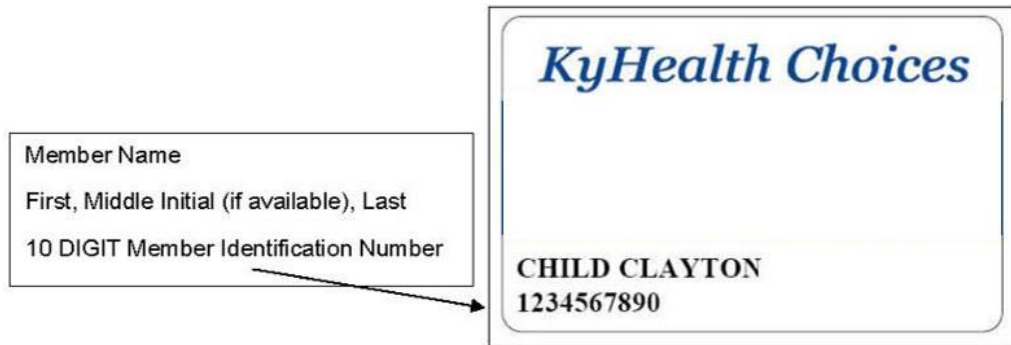 KyHealth Choices
Member Name
First, Middle Initial (if available), Last
10 DIGIT Member Identification Number
CHILD CLAYTON
1234567890